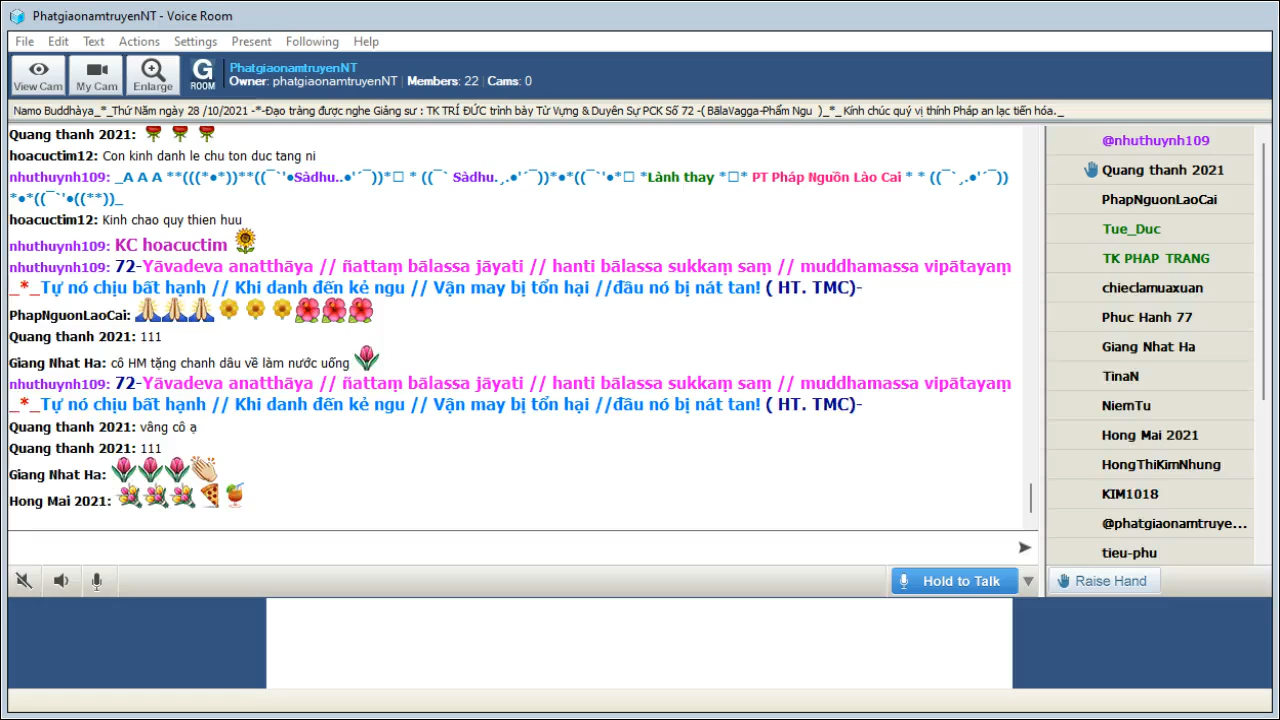 PhatgiaonamtruyenNT - Voice Room
File Edit Text Actions Settings Present Following Help
View Cam My Cam Enlarge G ROOM
PhatgiaonamtruyenNT
Owner: phatgiaonamtruyenNT | Members: 22 | Cams: 0
Namo Buddhàya_*_Thứ Năm ngày 28 /10/2021 -*-Đạo tràng được nghe Giảng sư : TK TRÍ ĐỨC trình bày Từ Vựng & Duyên Sự PCK Số 72 -( BãlaVagga-Phẩm Ngu )_*_ Kính chúc quý vị thính Pháp an lạc tiến hóa._
Quang thanh 2021:
hoacuctim12: Con kinh danh le chu ton duc tang ni
nhuthuynh109: _A A A **(((*•*))**((¯`'•Sàdhu..•'´¯))*□ * ((¯` Sàdhu.¸.•'´¯))*•*((¯`'•*□ *Lành thay *□* PT Pháp Nguồn Lào Cai * * ((¯`¸.•'´¯))
*•*((¯`'•((**))_
hoacuctim12: Kinh chao quy thien huu
nhuthuynh109: KC hoacuctim
nhuthuynh109: 72-Yāvadeva anatthāya // ñattaṃ bālassa jāyati // hanti bālassa sukkaṃ saṃ // muddhamassa vipātayaṃ
_*_Tự nó chịu bất hạnh // Khi danh đến kẻ ngu // Vận may bị tổn hại //đầu nó bị nát tan! ( HT. TMC)-
PhapNguonLaoCai:
Quang thanh 2021: 111
Giang Nhat Ha: cô HM tặng chanh dâu về làm nước uống
nhuthuynh109: 72-Yāvadeva anatthāya // ñattaṃ bālassa jāyati // hanti bālassa sukkaṃ saṃ // muddhamassa vipātayaṃ
_*_Tự nó chịu bất hạnh // Khi danh đến kẻ ngu // Vận may bị tổn hại //đầu nó bị nát tan! ( HT. TMC)-
Quang thanh 2021: vâng cô ạ
Quang thanh 2021: 111
Giang Nhat Ha:
Hong Mai 2021:
@nhuthuynh109
Quang thanh 2021
PhapNguonLaoCai
Tue_Duc
TK PHAP TRANG
chieclamuaxuan
Phuc Hanh 77
Giang Nhat Ha
TinaN
NiemTu
Hong Mai 2021
HongThiKimNhung
KIM1018
@phatgiaonamtruye...
tieu-phu
Hold to Talk
Raise Hand